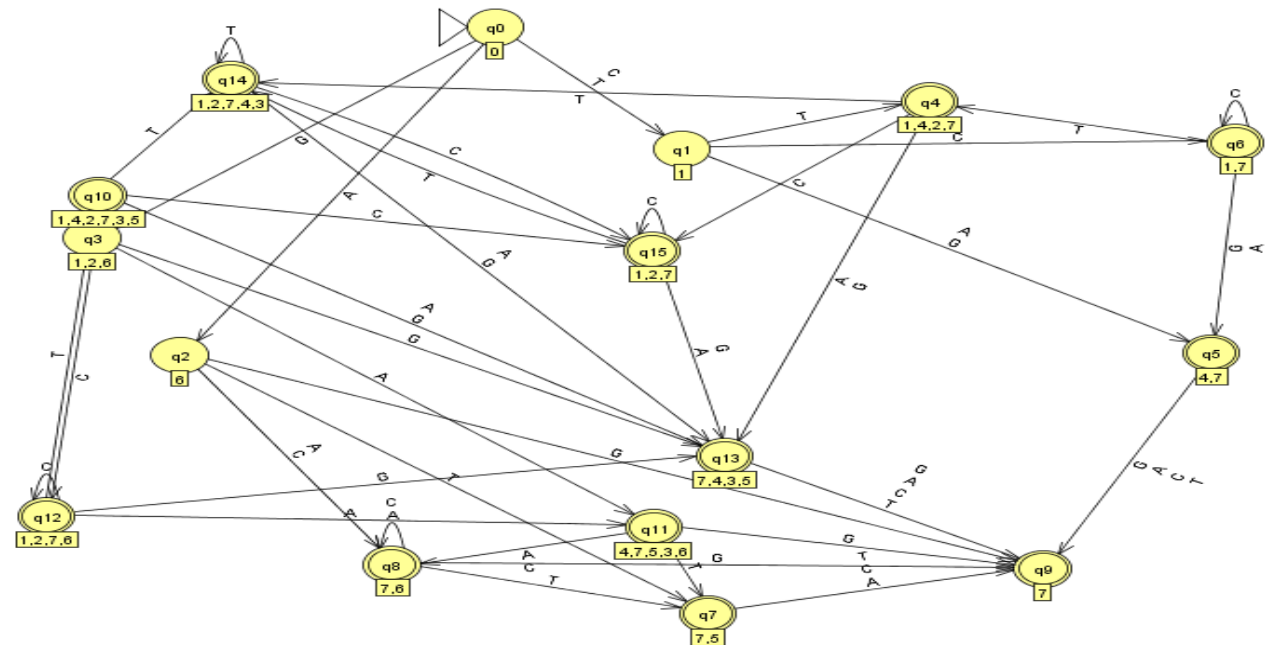 q0
0
T
q14
1,2,7,4,3
C
T
T
q4
1,4,2,7
C
q6
1,7
T
G
T
C
q1
1
T
C
T
A
C
q10
1,4,2,7,3,5
C
C
q15
1,2,7
A
G
G
A
q3
1,2,6
A
G
A
G
A
G
G
G
A
T
C
q2
6
A
q5
4,7
A
C
T
G
G
q13
7,4,3,5
G
A
C
T
G
A
C
T
C
q12
1,2,7,6
G
A
C
A
q11
4,7,5,3,6
G
q8
7,6
A
C
T
T
G
T
C
A
q9
7
q7
7,5